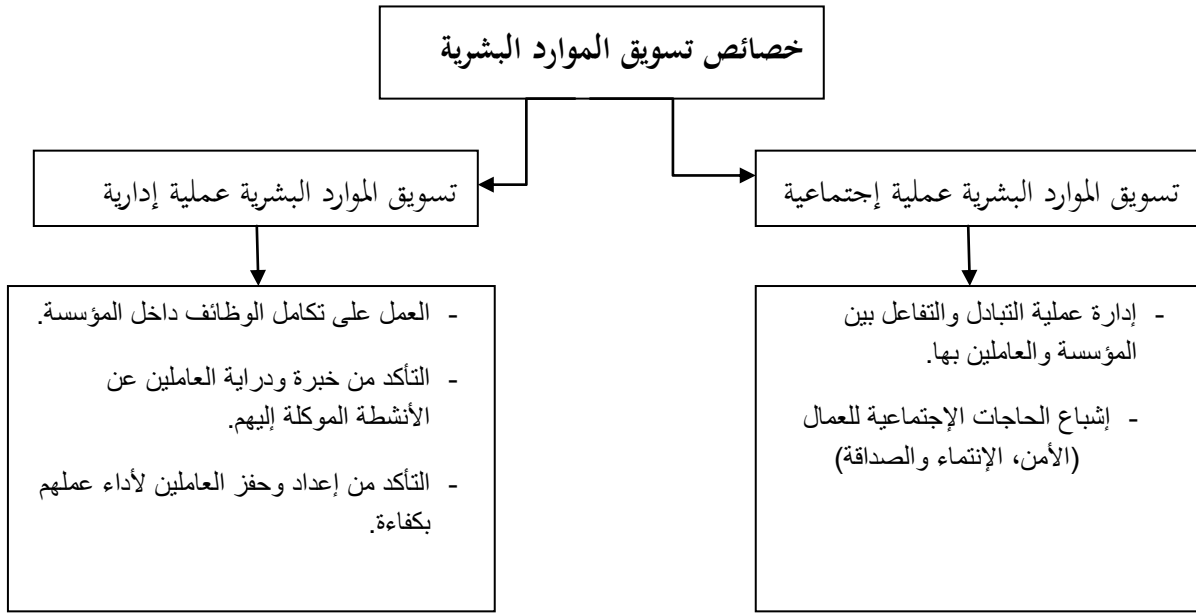 خصائص تسويق الموارد البشرية
تسويق الموارد البشرية عملية إجتماعية
تسويق الموارد البشرية عملية إدارية
- إدارة عملية التبادل والتفاعل بين
المؤسسة والعاملين بها.
- إشباع الحاجات الإجتماعية للعمال
(الأمن، الإنتماء والصداقة)
- العمل على تكامل الوظائف داخل المؤسسة.
- التأكد من خبرة ودراية العاملين عن
الأنشطة الموكلة إليهم.
- التأكد من إعداد وحفز العاملين لأداء عملهم
بكفاءة.